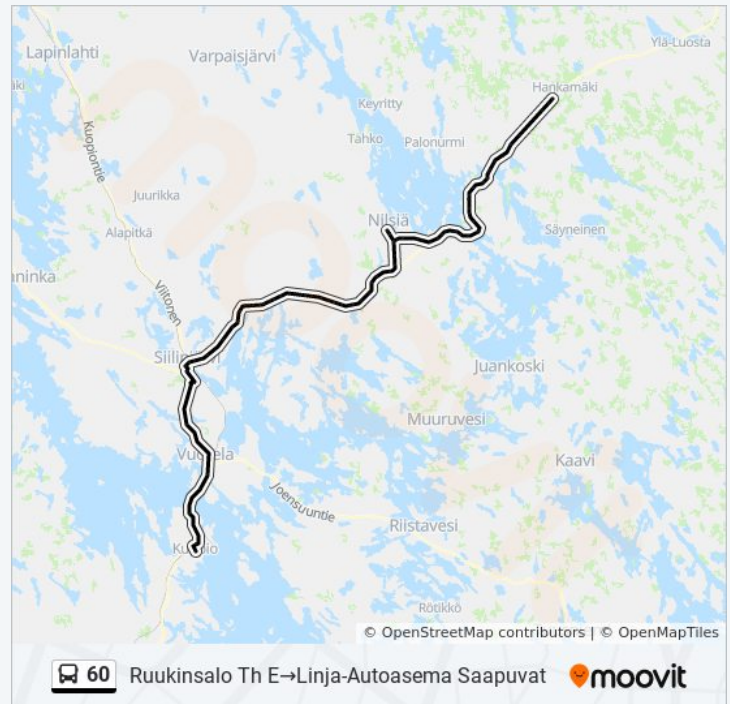 Lapinlahti
Varpaisjärvi
Ylä-Luosta
Hankamäki
Keyritty
Kuopiontie
Tahko
Palonurmi
Juurikka
Nilsiä
Alapitkä
Säyneinen
Viitonen
Juankoski
Muuruvesi
Kaavi
Joensuuntie
Riistavesi
Rötikkö
© OpenStreetMap contributors | © OpenMapTiles
60 Ruukinsalo Th E→Linja-Autoasema Saapuvat moovit